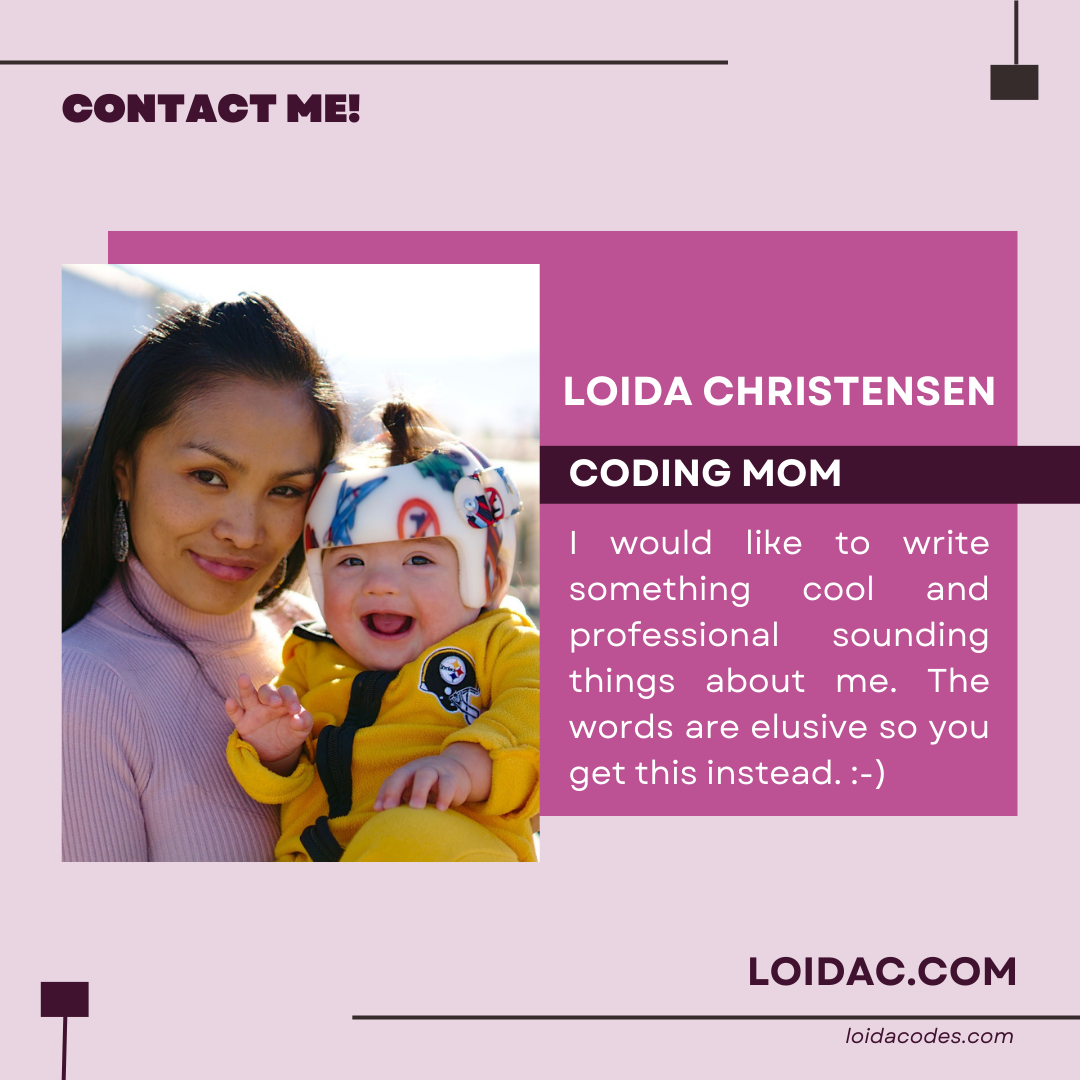 CONTACT ME!
LOIDA CHRISTENSEN
CODING MOM
I would like to write
something cool and
professional sounding
things about me. The
words are elusive so you
get this instead. :-)
LOIDAC.COM
loidacodes.com